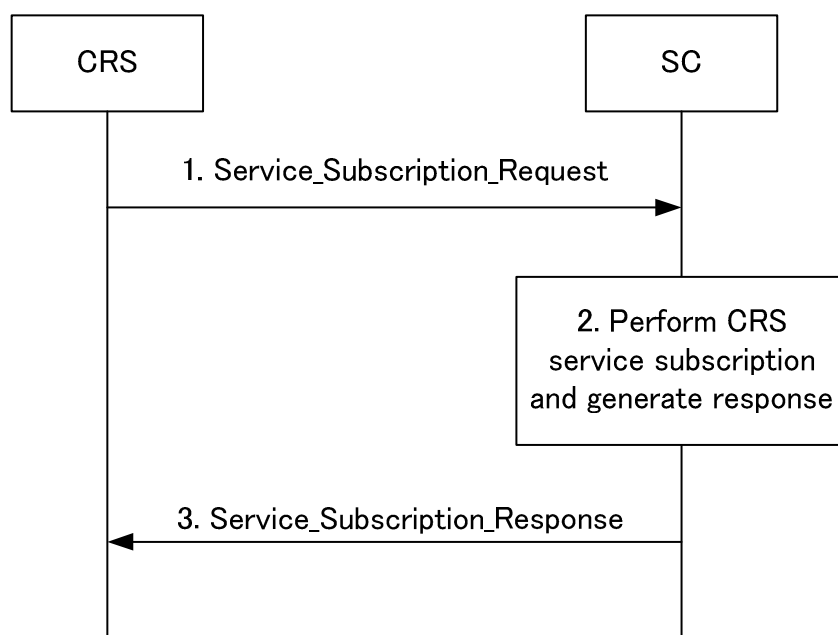 CRS
SC
1. Service_Subscription_Request
2. Perform CRS
service subscription
and generate response
3. Service_Subscription_Response